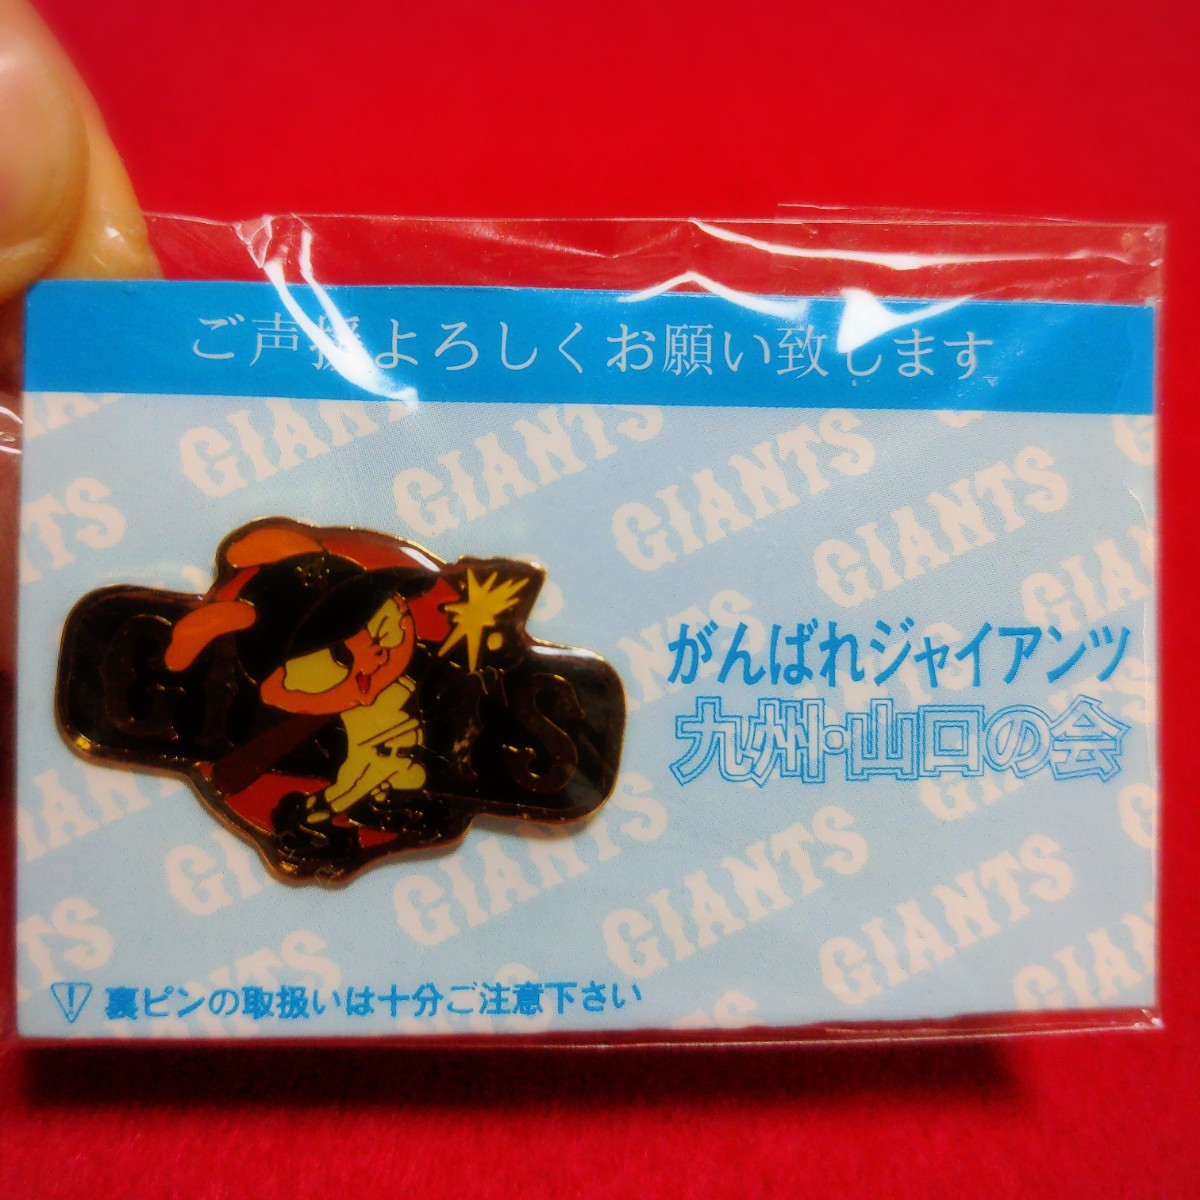 ご声援よろしくお願い致します
GIANTS
がんばれジャイアンツ
九州・山口の会
裏ピンの取扱いは十分ご注意下さい